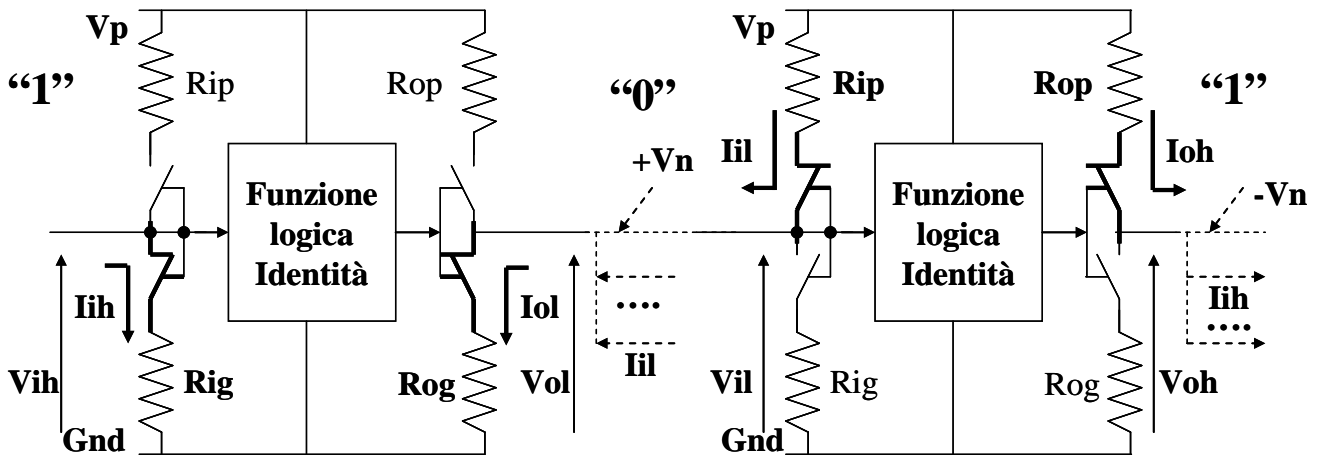 Vp
Vp
“1”
Rip
Rop
“0”
Rip
Rop
“1”
Iil
Ioh
+Vn
-Vn
Funzione
logica
Identità
Funzione
logica
Identità
Iih
Iol
....
Iih
....
Iil
Vih
Rig
Rog
Vol
Vil
Rig
Rog
Voh
Gnd
Gnd